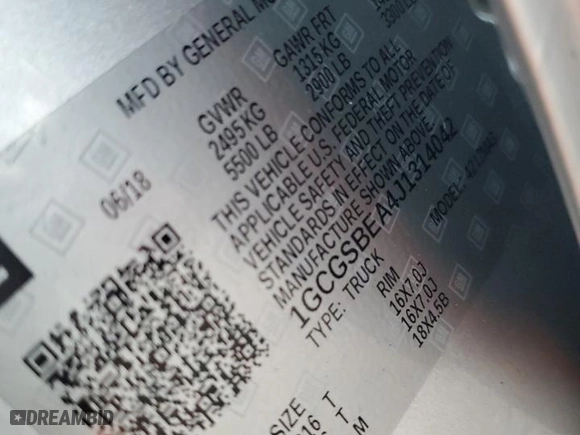 MFD BY GENERAL MO
06/18
GVWR
2495 KG
5500 LB
GAWR FRT
1315 KG
2900 LB
THIS VEHICLE CONFORMS TO ALL
APPLICABLE U.S. FEDERAL MOTOR
VEHICLE SAFETY AND THEFT PREVENTION
STANDARDS IN EFFECT ON THE DATE OF
MANUFACTURE SHOWN ABOVE.
1GCGSBEA4J1314042
TYPE: TRUCK
MODEL:
RIM
16X7.0J
16X7.0J
18X4.5B
SIZE
T
T
M
DREAMBID